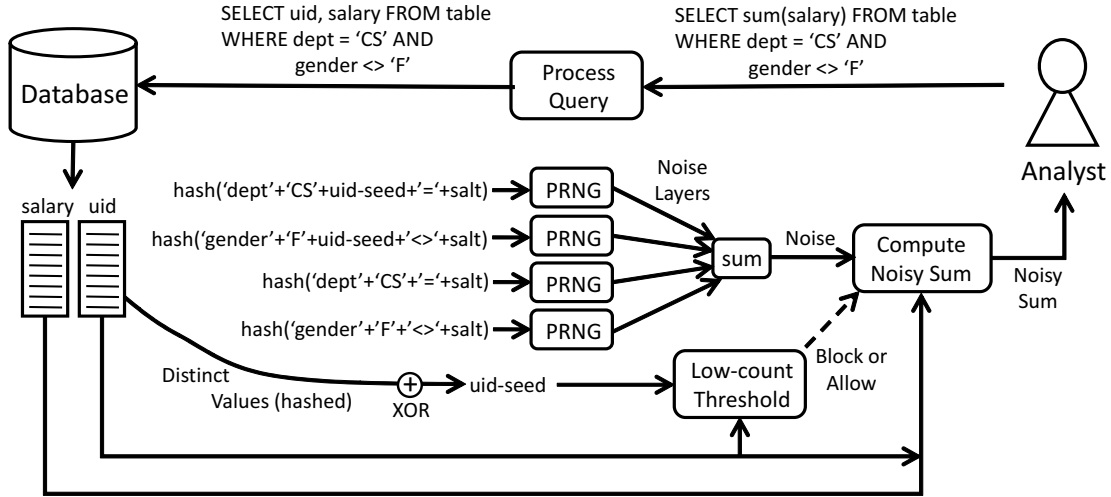 SELECT uid, salary FROM table
WHERE dept = ‘CS’ AND
gender <> ‘F’
SELECT sum(salary) FROM table
WHERE dept = ‘CS’ AND
gender <> ‘F’
Database
Process
Query
Analyst
salary uid
hash(‘dept’+‘CS’+uid-seed+’=‘+salt)
PRNG
Noise
Layers
hash(‘gender’+‘F’+uid-seed+’<>‘+salt)
PRNG
hash(‘dept’+‘CS’+’=‘+salt)
PRNG
hash(‘gender’+’F’+’<>‘+salt)
PRNG
sum
Noise
Compute
Noisy Sum
Noisy
Sum
Distinct
Values (hashed)
+
XOR
uid-seed
Low-count
Threshold
Block or
Allow